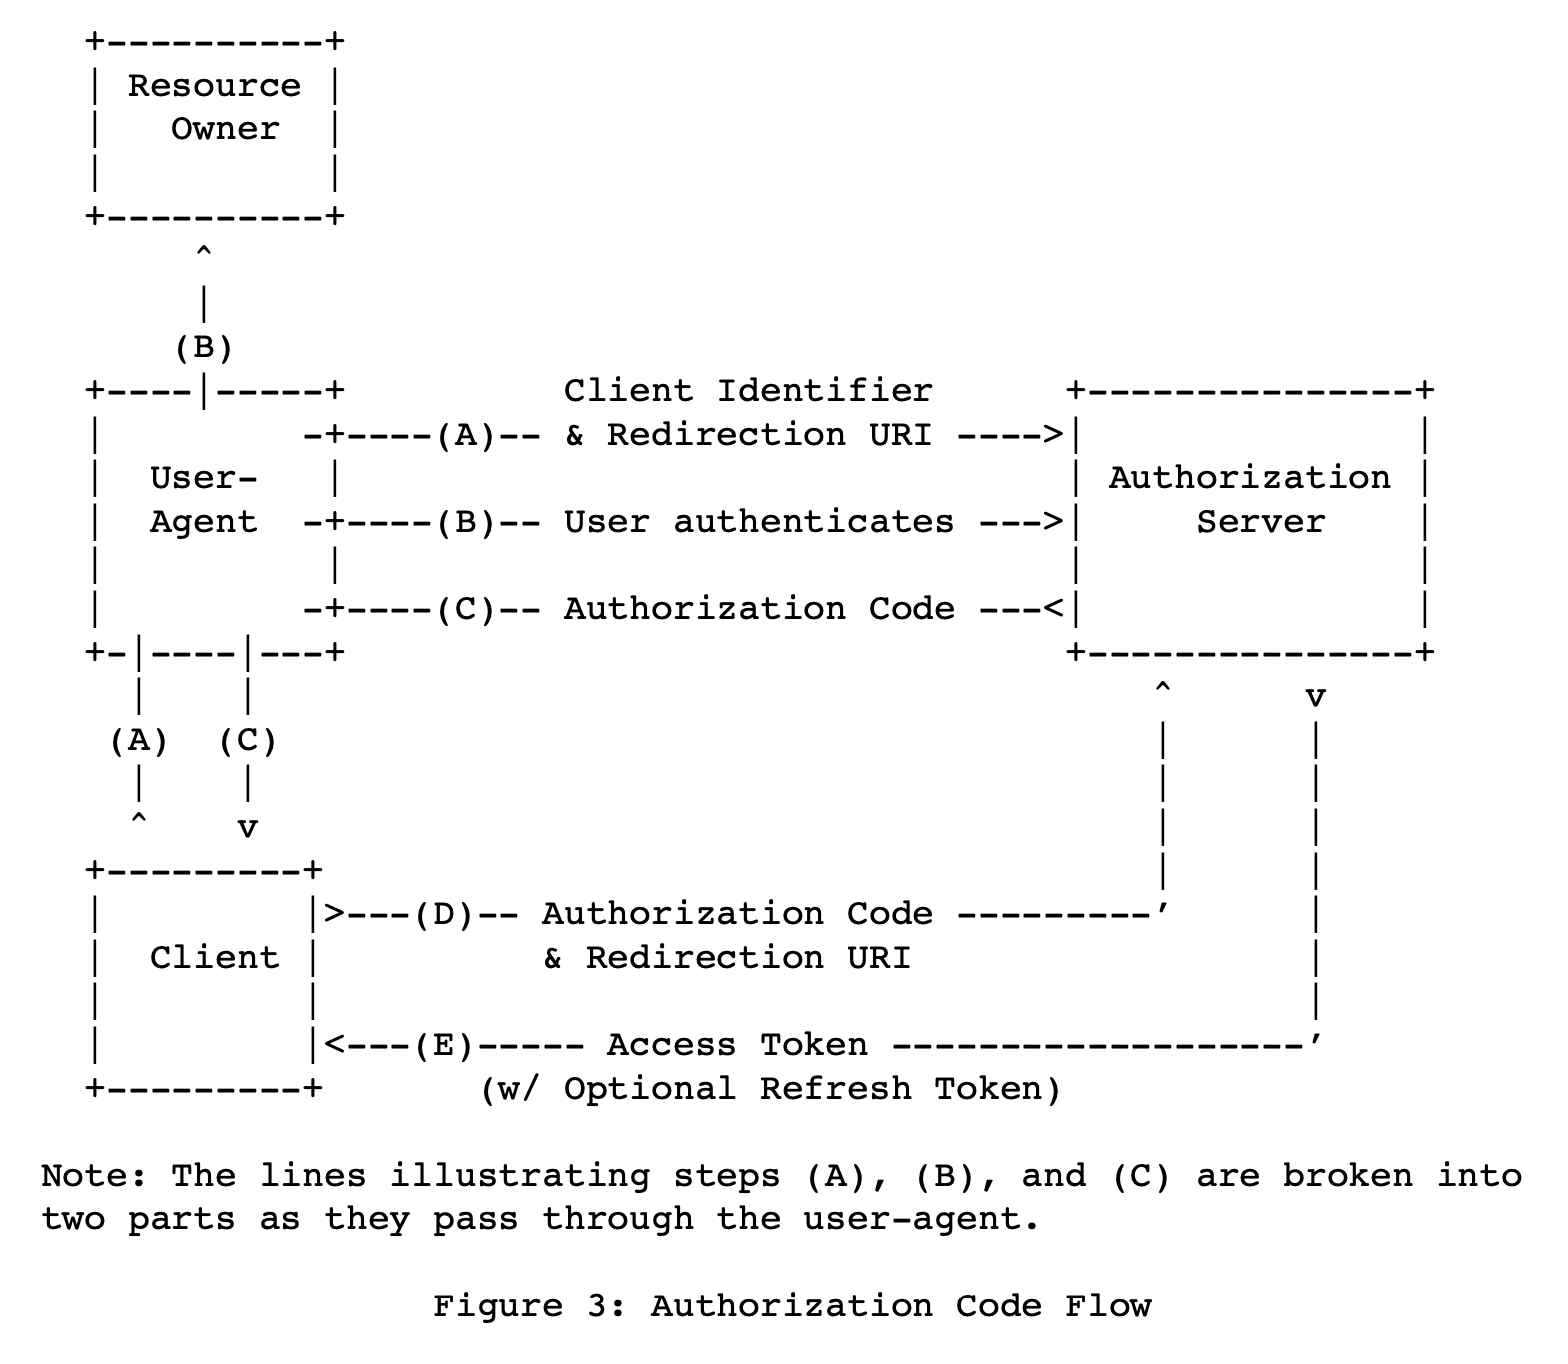 +----------+
| Resource |
|   Owner  |
|          |
+----------+
     ^
     |
    (B)
+----|-----+          Client Identifier      +---------------+
|         -+----(A)-- & Redirection URI ---->|               |
|  User-   |                                 | Authorization |
|  Agent  -+----(B)-- User authenticates --->|     Server    |
|          |                                 |               |
|         -+----(C)-- Authorization Code ---<|               |
+-|----|---+                                 +---------------+
  |    |                                         ^      v
 (A)  (C)                                        |      |
  |    |                                         |      |
  ^    v                                         |      |
+---------+                                      |      |
|         |>---(D)-- Authorization Code ---------'      |
|  Client |          & Redirection URI                  |
|         |                                             |
|         |<---(E)----- Access Token -------------------'
+---------+       (w/ Optional Refresh Token)
Note: The lines illustrating steps (A), (B), and (C) are broken into
two parts as they pass through the user-agent.
Figure 3: Authorization Code Flow